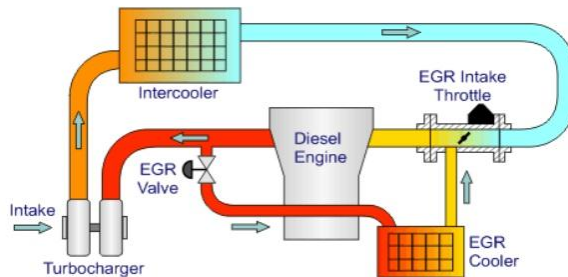 Intercooler
EGR Intake
Throttle
Diesel
Engine
EGR
Valve
Intake
Turbocharger
EGR
Cooler